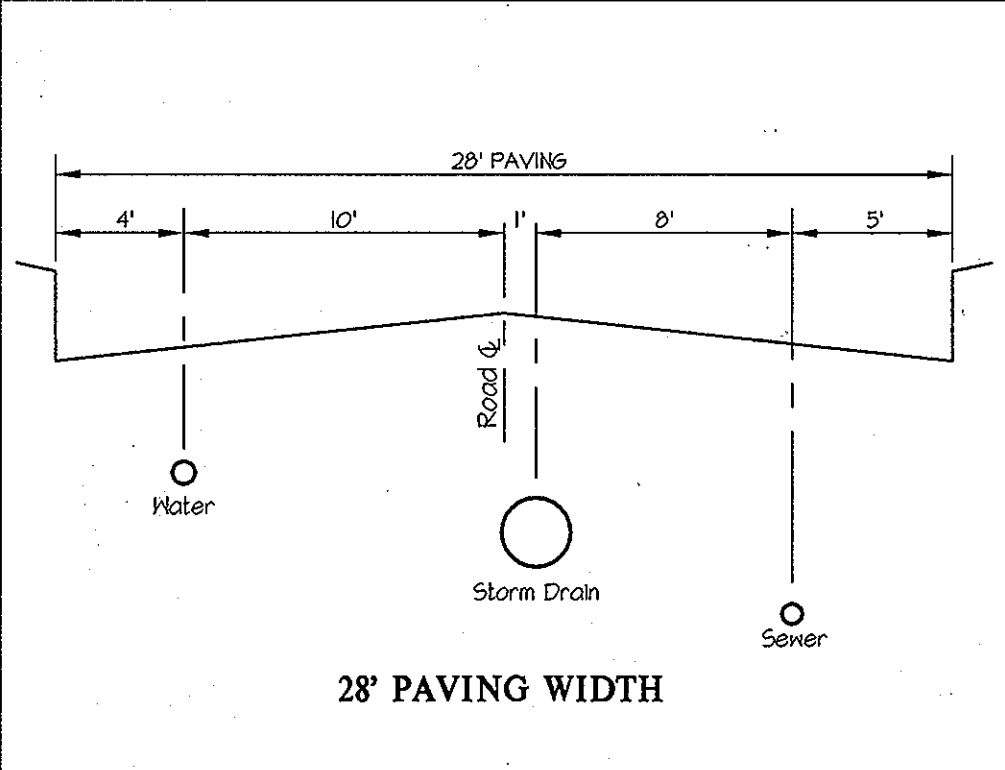 28' PAVING
4' 10' 1' 8' 5'
Road ℄
Water
Storm Drain
Sewer
28' PAVING WIDTH